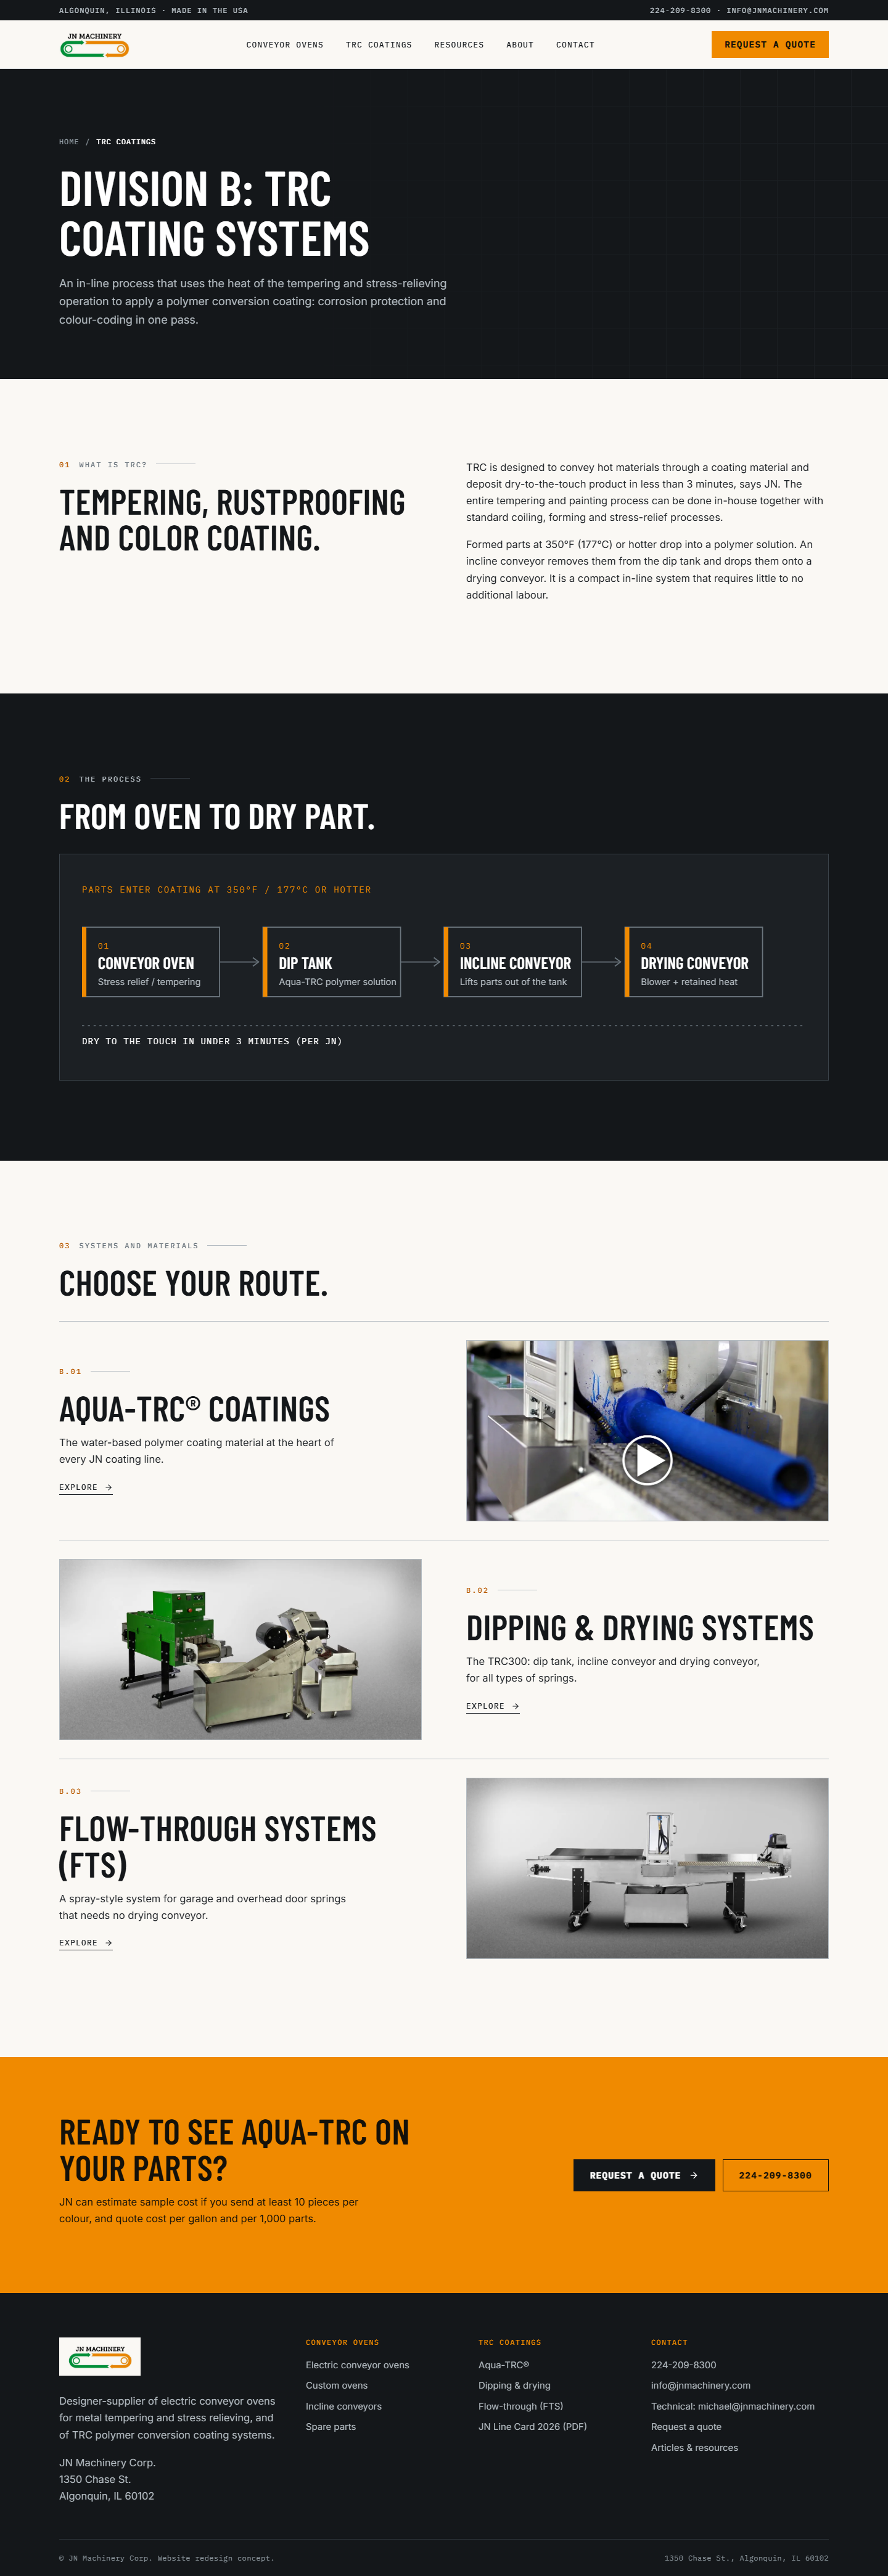 ALGONQUIN, ILLINOIS · MADE IN THE USA
224-209-8300 · INFO@JNMACHINERY.COM
JN MACHINERY
CONVEYOR OVENS
TRC COATINGS
RESOURCES
ABOUT
CONTACT
REQUEST A QUOTE
HOME / TRC COATINGS
DIVISION B: TRC
COATING SYSTEMS
An in-line process that uses the heat of the tempering and stress-relieving
operation to apply a polymer conversion coating: corrosion protection and
colour-coding in one pass.
01 WHAT IS TRC?
TEMPERING, RUSTPROOFING
AND COLOR COATING.
TRC is designed to convey hot materials through a coating material and
deposit dry-to-the-touch product in less than 3 minutes, says JN. The
entire tempering and painting process can be done in-house together with
standard coiling, forming and stress-relief processes.
Formed parts at 350°F (177°C) or hotter drop into a polymer solution. An
incline conveyor removes them from the dip tank and drops them onto a
drying conveyor. It is a compact in-line system that requires little to no
additional labour.
02 THE PROCESS
FROM OVEN TO DRY PART.
PARTS ENTER COATING AT 350°F / 177°C OR HOTTER
01
CONVEYOR OVEN
Stress relief / tempering
02
DIP TANK
Aqua-TRC polymer solution
03
INCLINE CONVEYOR
Lifts parts out of the tank
04
DRYING CONVEYOR
Blower + retained heat
DRY TO THE TOUCH IN UNDER 3 MINUTES (PER JN)
03 SYSTEMS AND MATERIALS
CHOOSE YOUR ROUTE.
B.01
AQUA-TRC® COATINGS
The water-based polymer coating material at the heart of
every JN coating line.
EXPLORE →
B.02
DIPPING & DRYING SYSTEMS
The TRC300: dip tank, incline conveyor and drying conveyor,
for all types of springs.
EXPLORE →
B.03
FLOW-THROUGH SYSTEMS
(FTS)
A spray-style system for garage and overhead door springs
that needs no drying conveyor.
EXPLORE →
READY TO SEE AQUA-TRC ON
YOUR PARTS?
JN can estimate sample cost if you send at least 10 pieces per
colour, and quote cost per gallon and per 1,000 parts.
REQUEST A QUOTE →
224-209-8300
JN MACHINERY
Designer-supplier of electric conveyor ovens
for metal tempering and stress relieving, and
of TRC polymer conversion coating systems.
JN Machinery Corp.
1350 Chase St.
Algonquin, IL 60102
CONVEYOR OVENS
Electric conveyor ovens
Custom ovens
Incline conveyors
Spare parts
TRC COATINGS
Aqua-TRC®
Dipping & drying
Flow-through (FTS)
JN Line Card 2026 (PDF)
CONTACT
224-209-8300
info@jnmachinery.com
Technical: michael@jnmachinery.com
Request a quote
Articles & resources
© JN Machinery Corp. Website redesign concept.
1350 Chase St., Algonquin, IL 60102